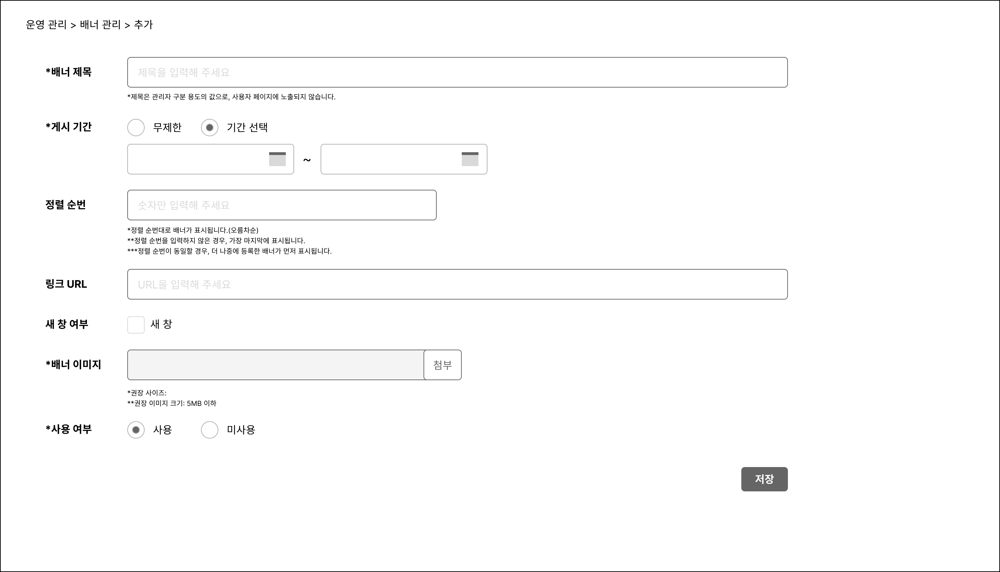 운영 관리 > 배너 관리 > 추가
*배너 제목
제목을 입력해 주세요
*제목은 관리자 구분 용도의 값으로, 사용자 페이지에 노출되지 않습니다.
*게시 기간
무제한
기간 선택
~
정렬 순번
숫자만 입력해 주세요
*정렬 순번대로 배너가 표시됩니다.(오름차순)
**정렬 순번을 입력하지 않은 경우, 가장 마지막에 표시됩니다.
***정렬 순번이 동일할 경우, 더 나중에 등록한 배너가 먼저 표시됩니다.
링크 URL
URL을 입력해 주세요
새 창 여부
새 창
*배너 이미지
첨부
*권장 사이즈:
**권장 이미지 크기: 5MB 이하
*사용 여부
사용
미사용
저장